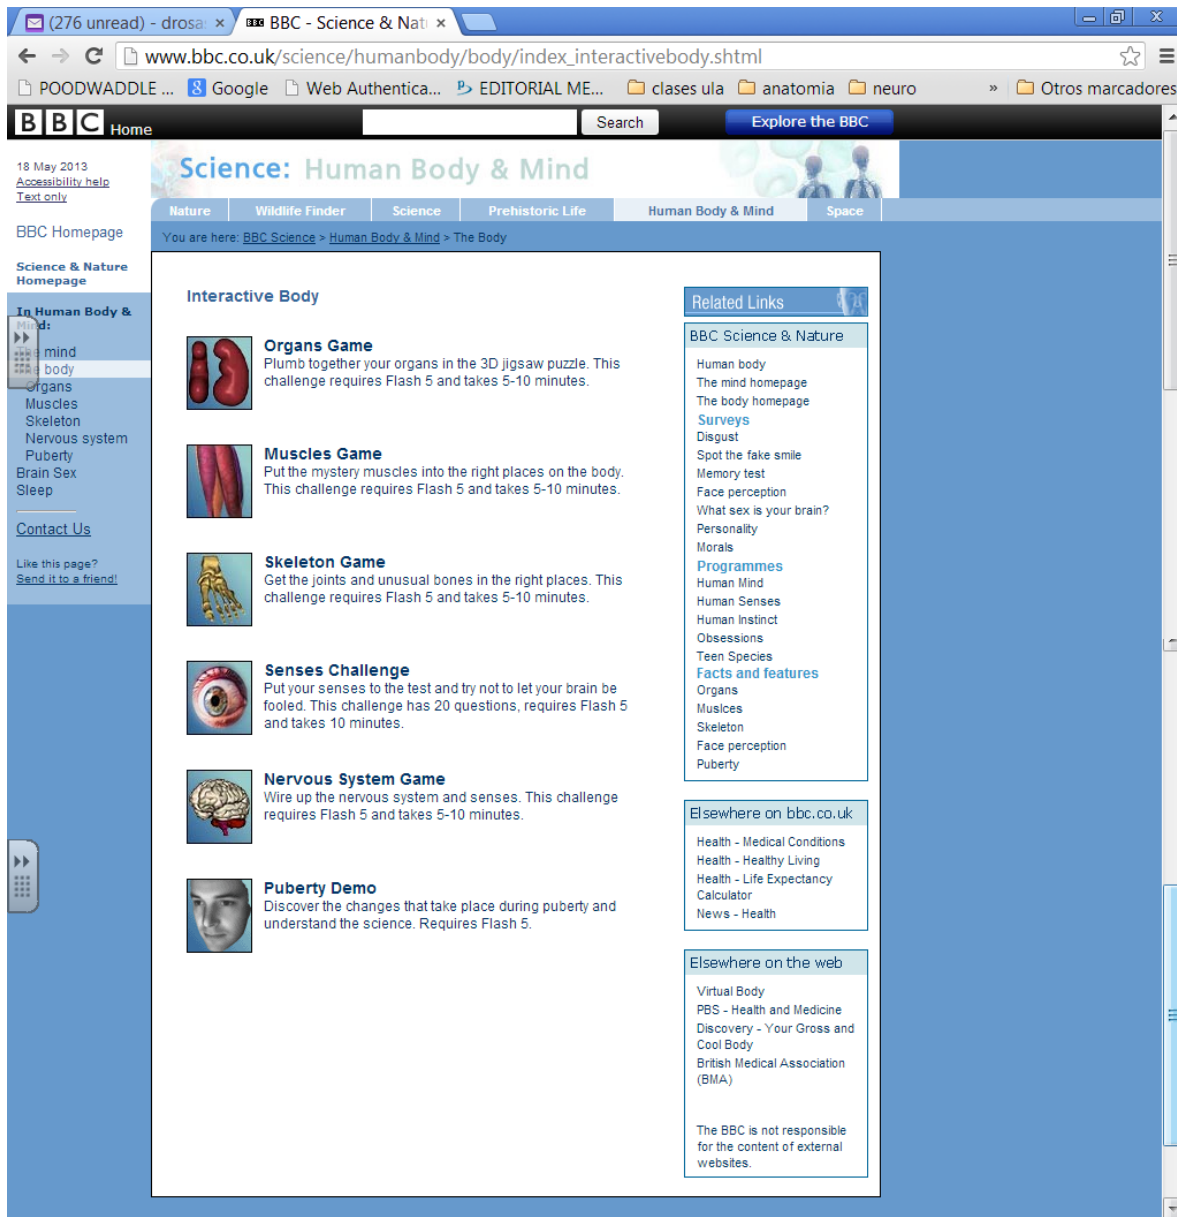 (276 unread) - drosa
BBC - Science & Nat
www.bbc.co.uk/science/humanbody/body/index_interactivebody.shtml
POODWADDLE ... Google Web Authentica... EDITORIAL ME... clases ula anatomia neuro » Otros marcadores
BBC Home Search Explore the BBC
18 May 2013
Accessibility help
Text only
BBC Homepage
Science & Nature
Homepage
In Human Body &
Mind:
mind
body
Organs
Muscles
Skeleton
Nervous system
Puberty
Brain Sex
Sleep
Contact Us
Like this page?
Send it to a friend!
Science: Human Body & Mind
Nature Wildlife Finder Science Prehistoric Life Human Body & Mind Space
You are here: BBC Science > Human Body & Mind > The Body
Interactive Body
Organs Game
Plumb together your organs in the 3D jigsaw puzzle. This
challenge requires Flash 5 and takes 5-10 minutes.
Muscles Game
Put the mystery muscles into the right places on the body.
This challenge requires Flash 5 and takes 5-10 minutes.
Skeleton Game
Get the joints and unusual bones in the right places. This
challenge requires Flash 5 and takes 5-10 minutes.
Senses Challenge
Put your senses to the test and try not to let your brain be
fooled. This challenge has 20 questions, requires Flash 5
and takes 10 minutes.
Nervous System Game
Wire up the nervous system and senses. This challenge
requires Flash 5 and takes 5-10 minutes.
Puberty Demo
Discover the changes that take place during puberty and
understand the science. Requires Flash 5.
Related Links
BBC Science & Nature
Human body
The mind homepage
The body homepage
Surveys
Disgust
Spot the fake smile
Memory test
Face perception
What sex is your brain?
Personality
Morals
Programmes
Human Mind
Human Senses
Human Instinct
Obsessions
Teen Species
Facts and features
Organs
Muslces
Skeleton
Face perception
Puberty
Elsewhere on bbc.co.uk
Health - Medical Conditions
Health - Healthy Living
Health - Life Expectancy
Calculator
News - Health
Elsewhere on the web
Virtual Body
PBS - Health and Medicine
Discovery - Your Gross and
Cool Body
British Medical Association
(BMA)
The BBC is not responsible
for the content of external
websites.